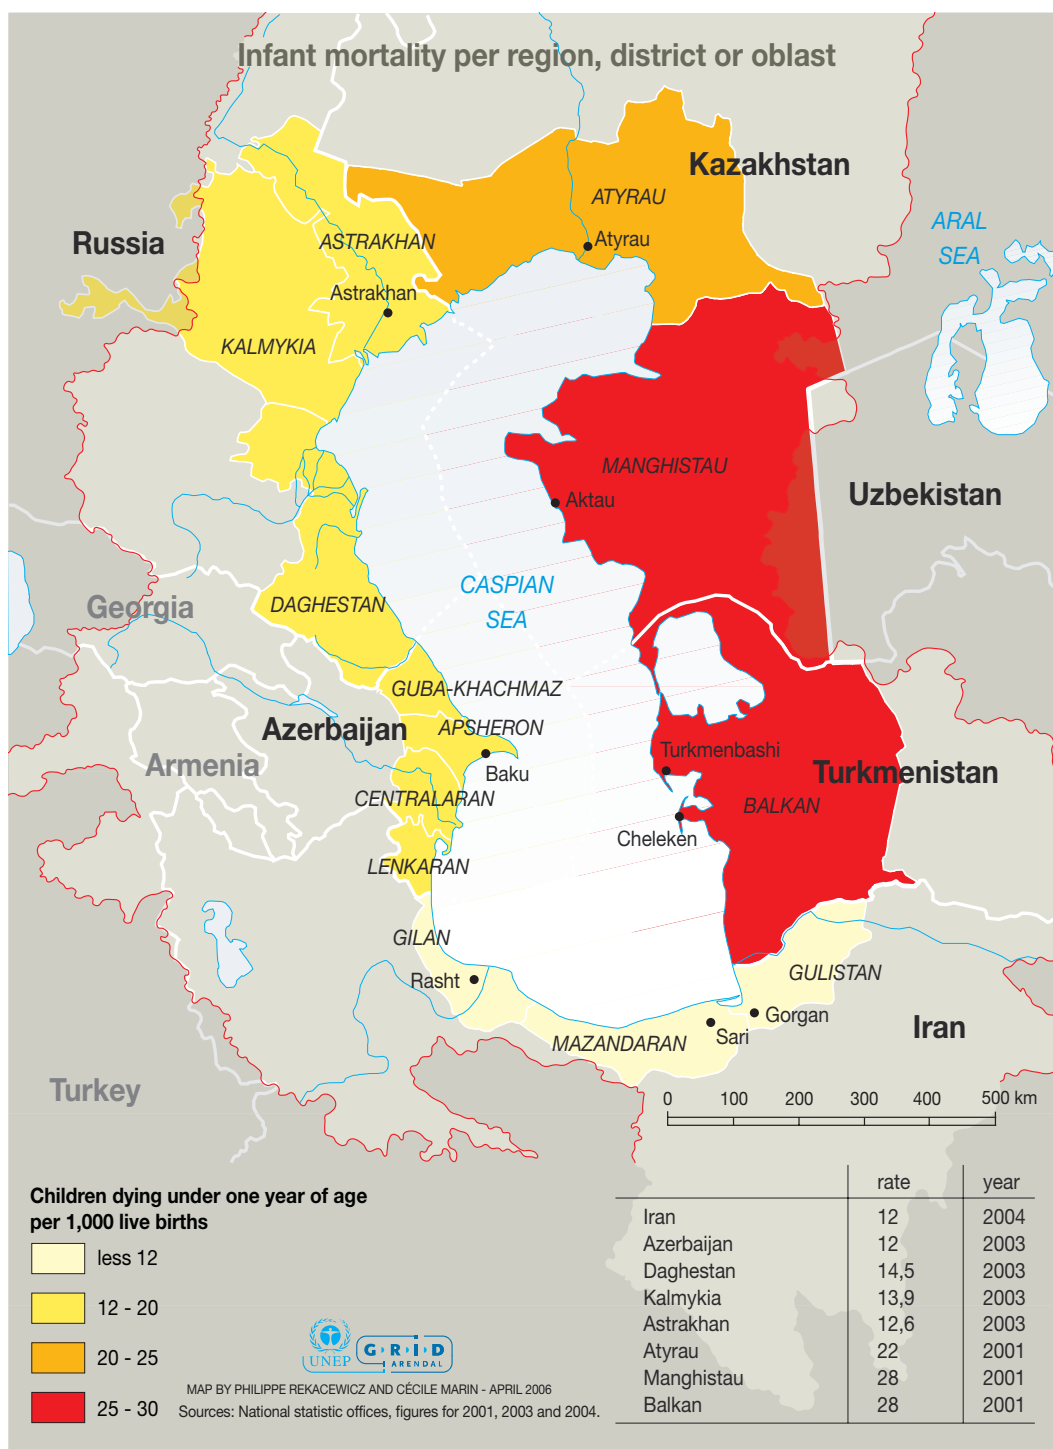 Infant mortality per region, district or oblast
Kazakhstan
ATYRAU
ARAL
SEA
Russia
ASTRAKHAN
Atyrau
Astrakhan
KALMYKIA
MANGHISTAU
Uzbekistan
Aktau
CASPIAN
SEA
Georgia
DAGHESTAN
GUBA-KHACHMAZ
Azerbaijan
APSHERON
Turkmenbashi
Armenia
Baku
Turkmenistan
CENTRALARAN
BALKAN
Cheleken
LENKARAN
GILAN
GULISTAN
Rasht
Gorgan
Iran
Sari
MAZANDARAN
Turkey
0 100 200 300 400 500 km
Children dying under one year of age
per 1,000 live births
less 12
12 - 20
20 - 25
25 - 30
rate year
Iran 12 2004
Azerbaijan 12 2003
Daghestan 14,5 2003
Kalmykia 13,9 2003
Astrakhan 12,6 2003
Atyrau 22 2001
Manghistau 28 2001
Balkan 28 2001
UNEP
G R I D
ARENDAL
MAP BY PHILIPPE REKACEWICZ AND CÉCILE MARIN - APRIL 2006
Sources: National statistic offices, figures for 2001, 2003 and 2004.